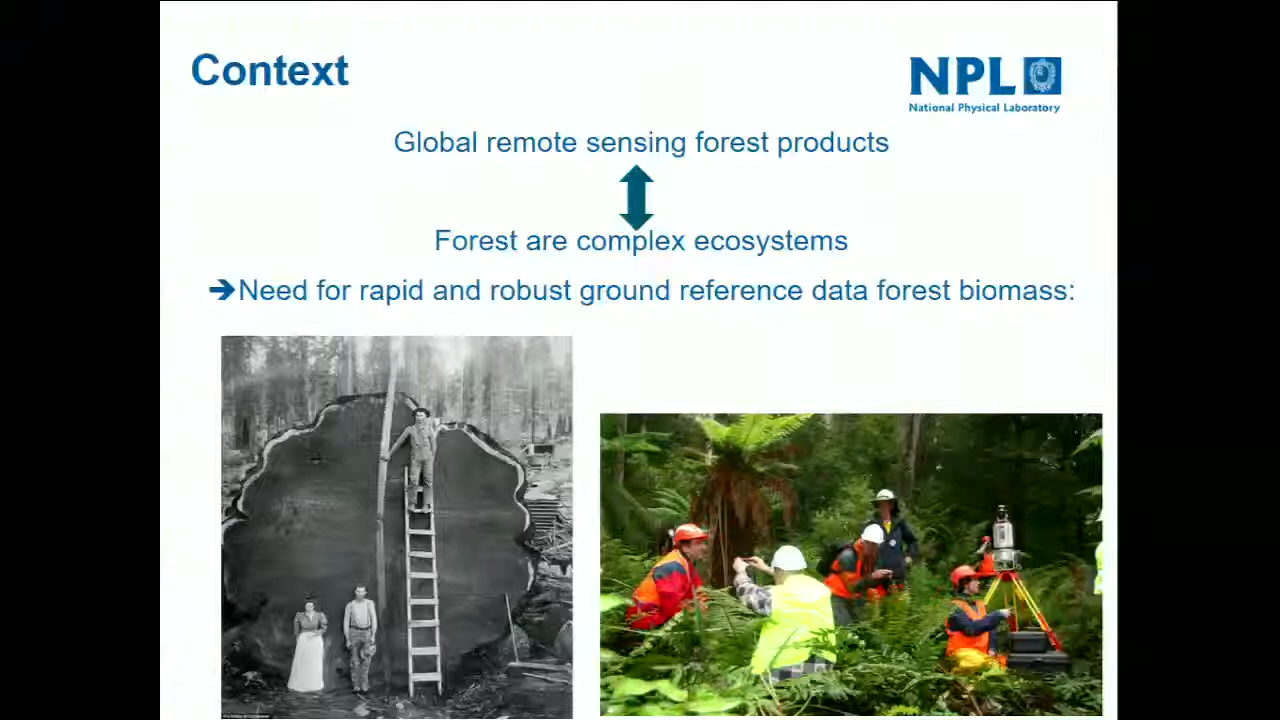 Context
NPL
National Physical Laboratory
Global remote sensing forest products
Forest are complex ecosystems
➔Need for rapid and robust ground reference data forest biomass: